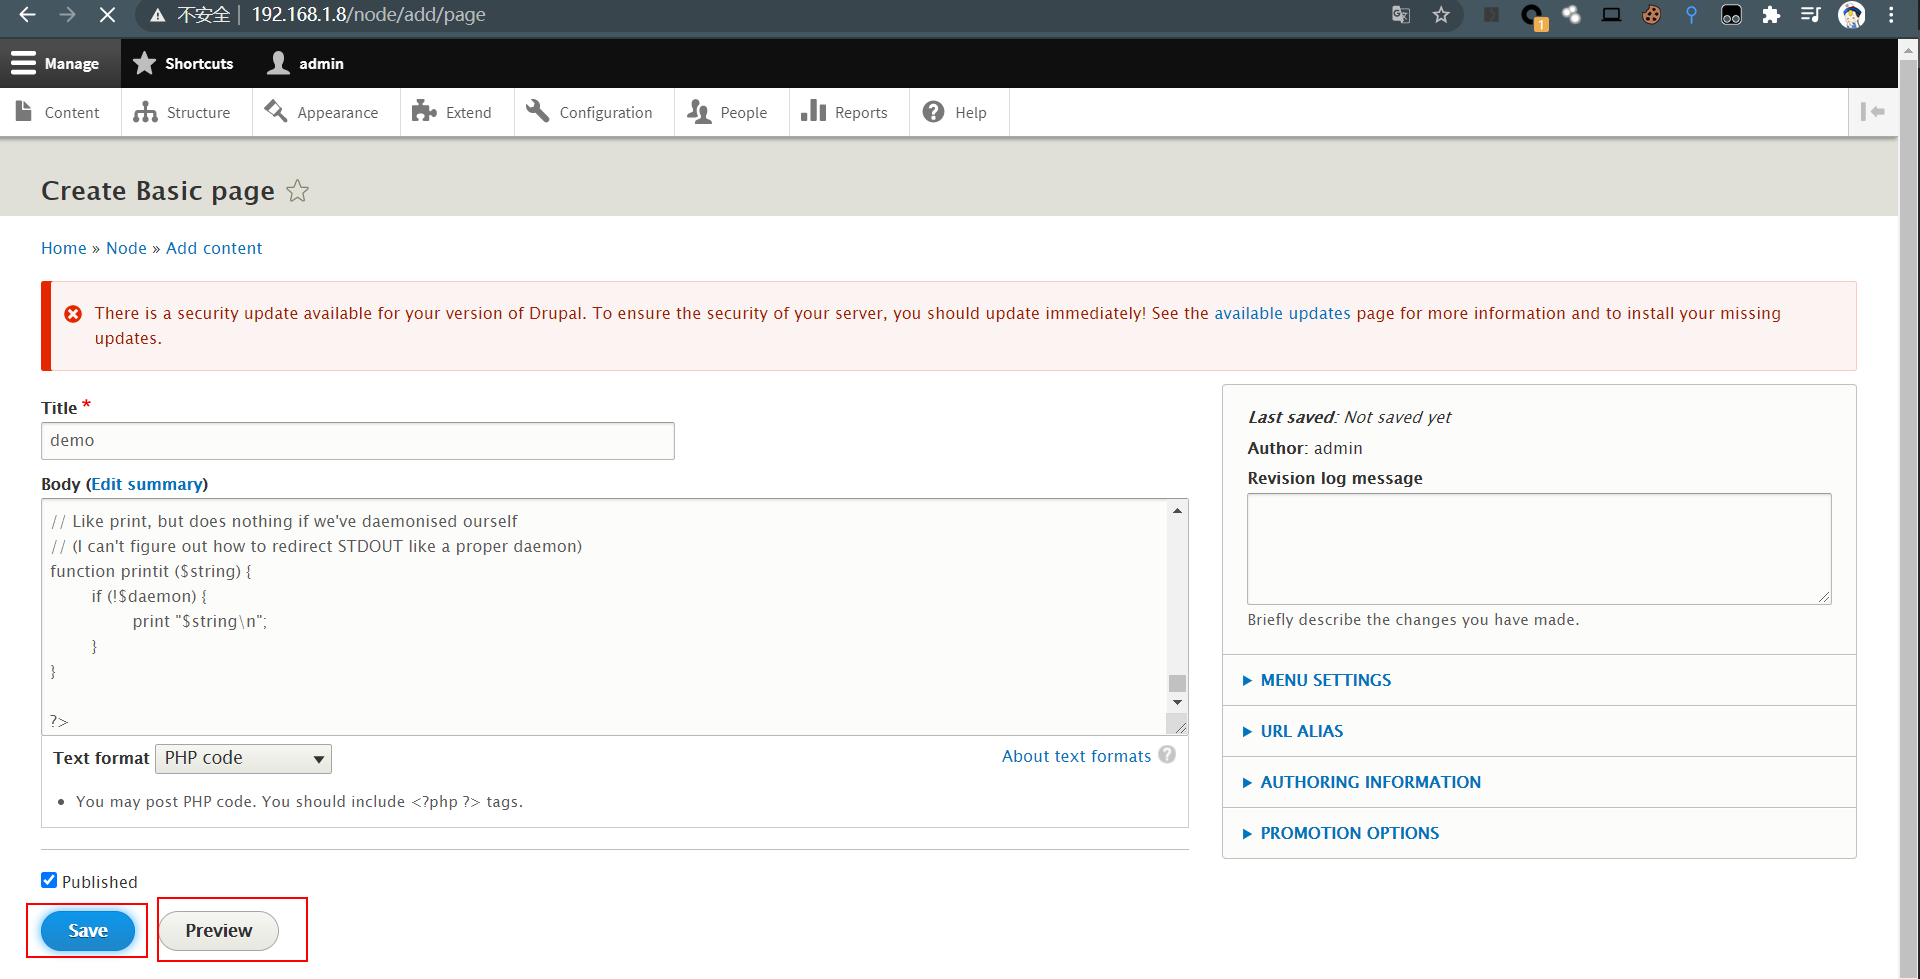 不安全 192.168.1.8/node/add/page
1
Manage Shortcuts admin
Content Structure Appearance Extend Configuration People Reports Help
Create Basic page
Home » Node » Add content
There is a security update available for your version of Drupal. To ensure the security of your server, you should update immediately! See the available updates page for more information and to install your missing
updates.
Title *
demo
Body (Edit summary)
// Like print, but does nothing if we've daemonised ourself
// (I can't figure out how to redirect STDOUT like a proper daemon)
function printit ($string) {
if (!$daemon) {
print "$string\n";
}
}
?>
Text format PHP code About text formats ?
• You may post PHP code. You should include <?php ?> tags.
Published
Save Preview
Last saved: Not saved yet
Author: admin
Revision log message
Briefly describe the changes you have made.
MENU SETTINGS
URL ALIAS
AUTHORING INFORMATION
PROMOTION OPTIONS